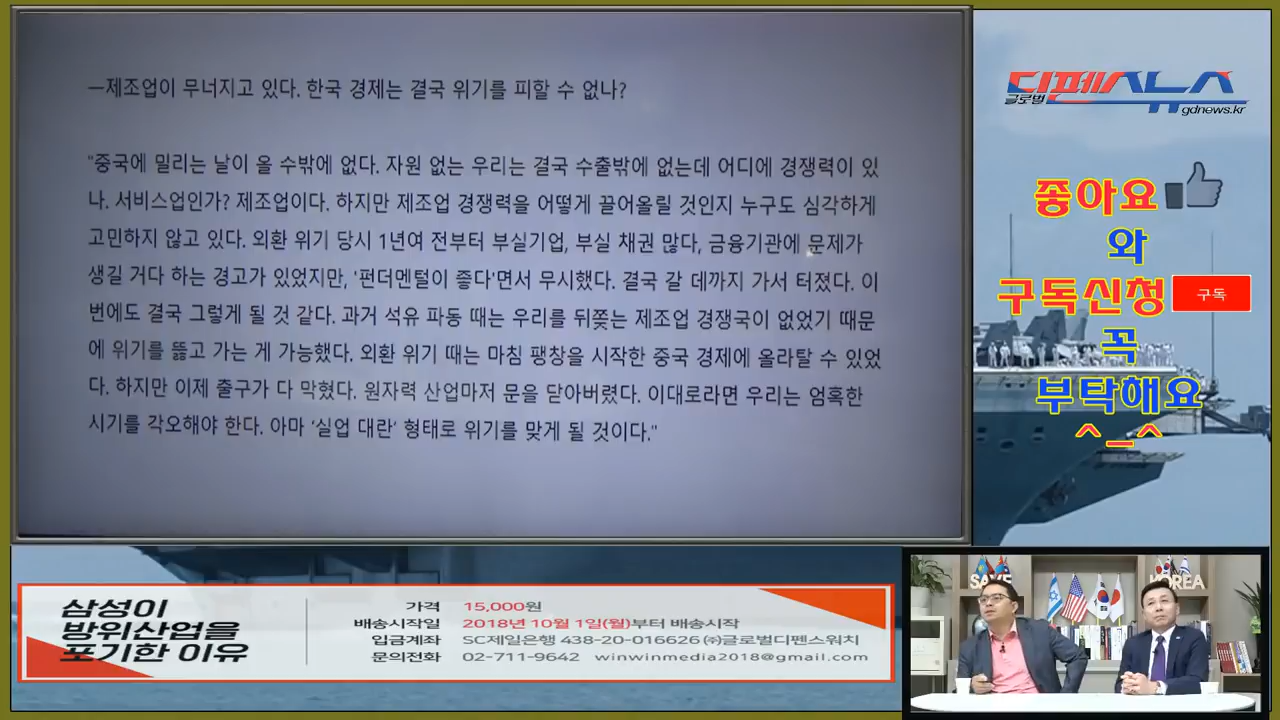 —제조업이 무너지고 있다. 한국 경제는 결국 위기를 피할 수 없나?
"중국에 밀리는 날이 올 수밖에 없다. 자원 없는 우리는 결국 수출밖에 없는데 어디에 경쟁력이 있
나. 서비스업인가? 제조업이다. 하지만 제조업 경쟁력을 어떻게 끌어올릴 것인지 누구도 심각하게
고민하지 않고 있다. 외환 위기 당시 1년여 전부터 부실기업, 부실 채권 많다, 금융기관에 문제가
생길 거다 하는 경고가 있었지만, '펀더멘털이 좋다'면서 무시했다. 결국 갈 데까지 가서 터졌다. 이
번에도 결국 그렇게 될 것 같다. 과거 석유 파동 때는 우리를 뒤쫓는 제조업 경쟁국이 없었기 때문
에 위기를 뚫고 가는 게 가능했다. 외환 위기 때는 마침 팽창을 시작한 중국 경제에 올라탈 수 있었
다. 하지만 이제 줄구가 다 막혔다. 원자력 산업마저 문을 닫아버렸다. 이대로라면 우리는 엄혹한
시기를 각오해야 한다. 아마 ‘실업 대란’ 형태로 위기를 맞게 될 것이다."
디펜스뉴스
글로벌
gdnews.kr
좋아요
와
구독신청 구독
꼭
부탁해요
^_^
삼성이
방위산업을
포기한 이유
가격 15,000원
배송시작일 2018년 10월 1일(월)부터 배송시작
입금계좌 SC제일은행 438-20-016626 ㈜글로벌디펜스워치
문의전화 02-711-9642 winwinmedia2018@gmail.com
SAVE KOREA